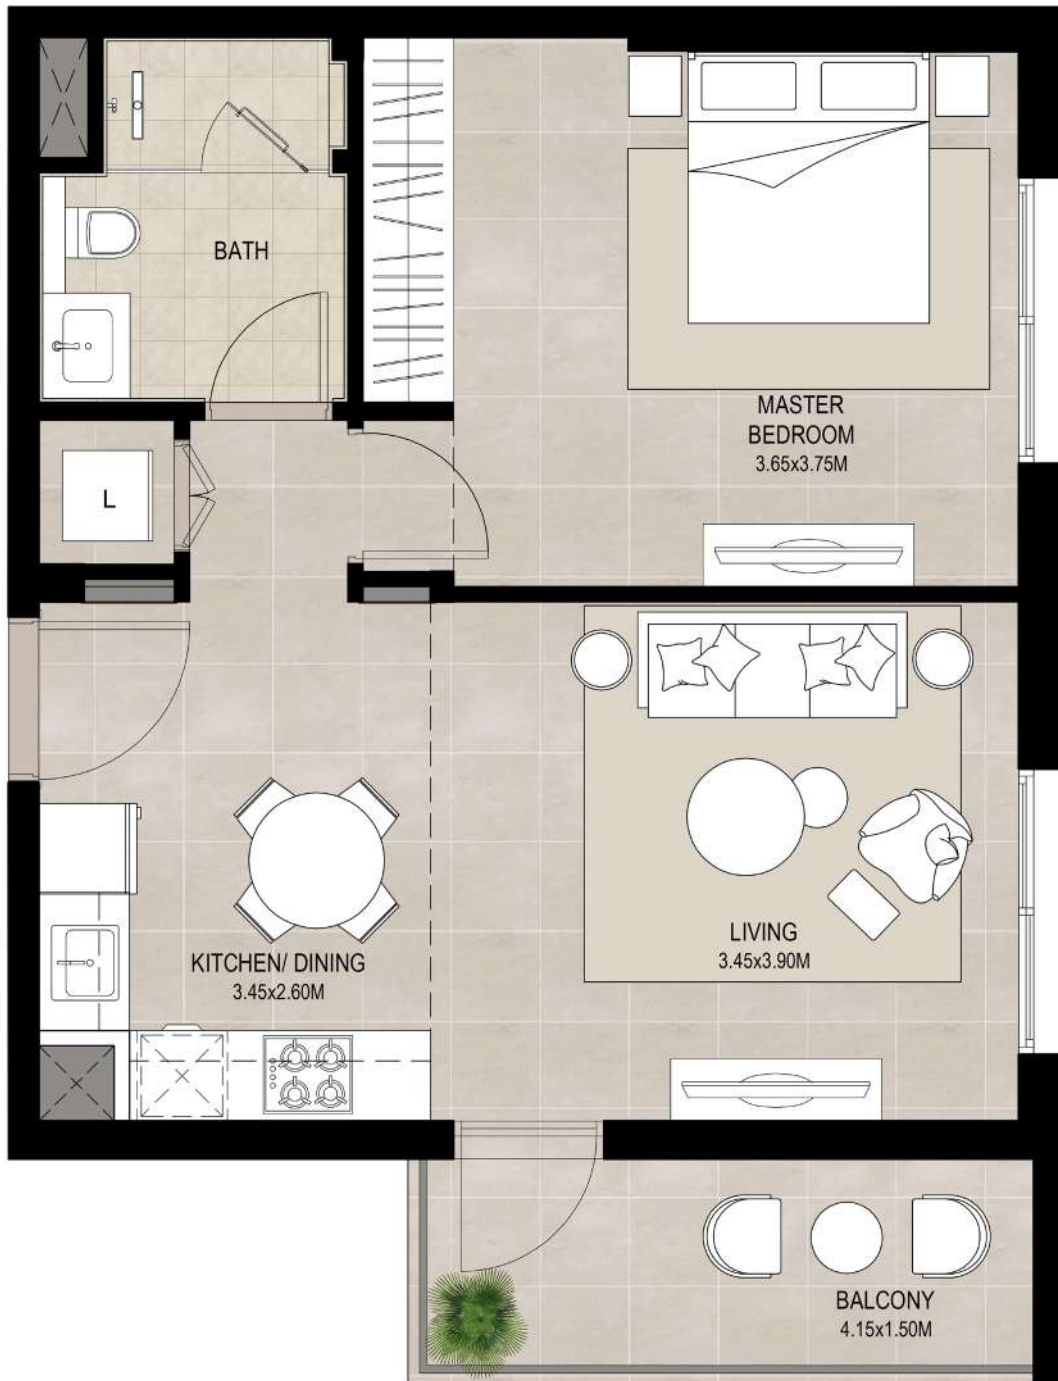 BATH
MASTER
BEDROOM
3.65x3.75M
L
LIVING
3.45x3.90M
KITCHEN/ DINING
3.45x2.60M
BALCONY
4.15x1.50M